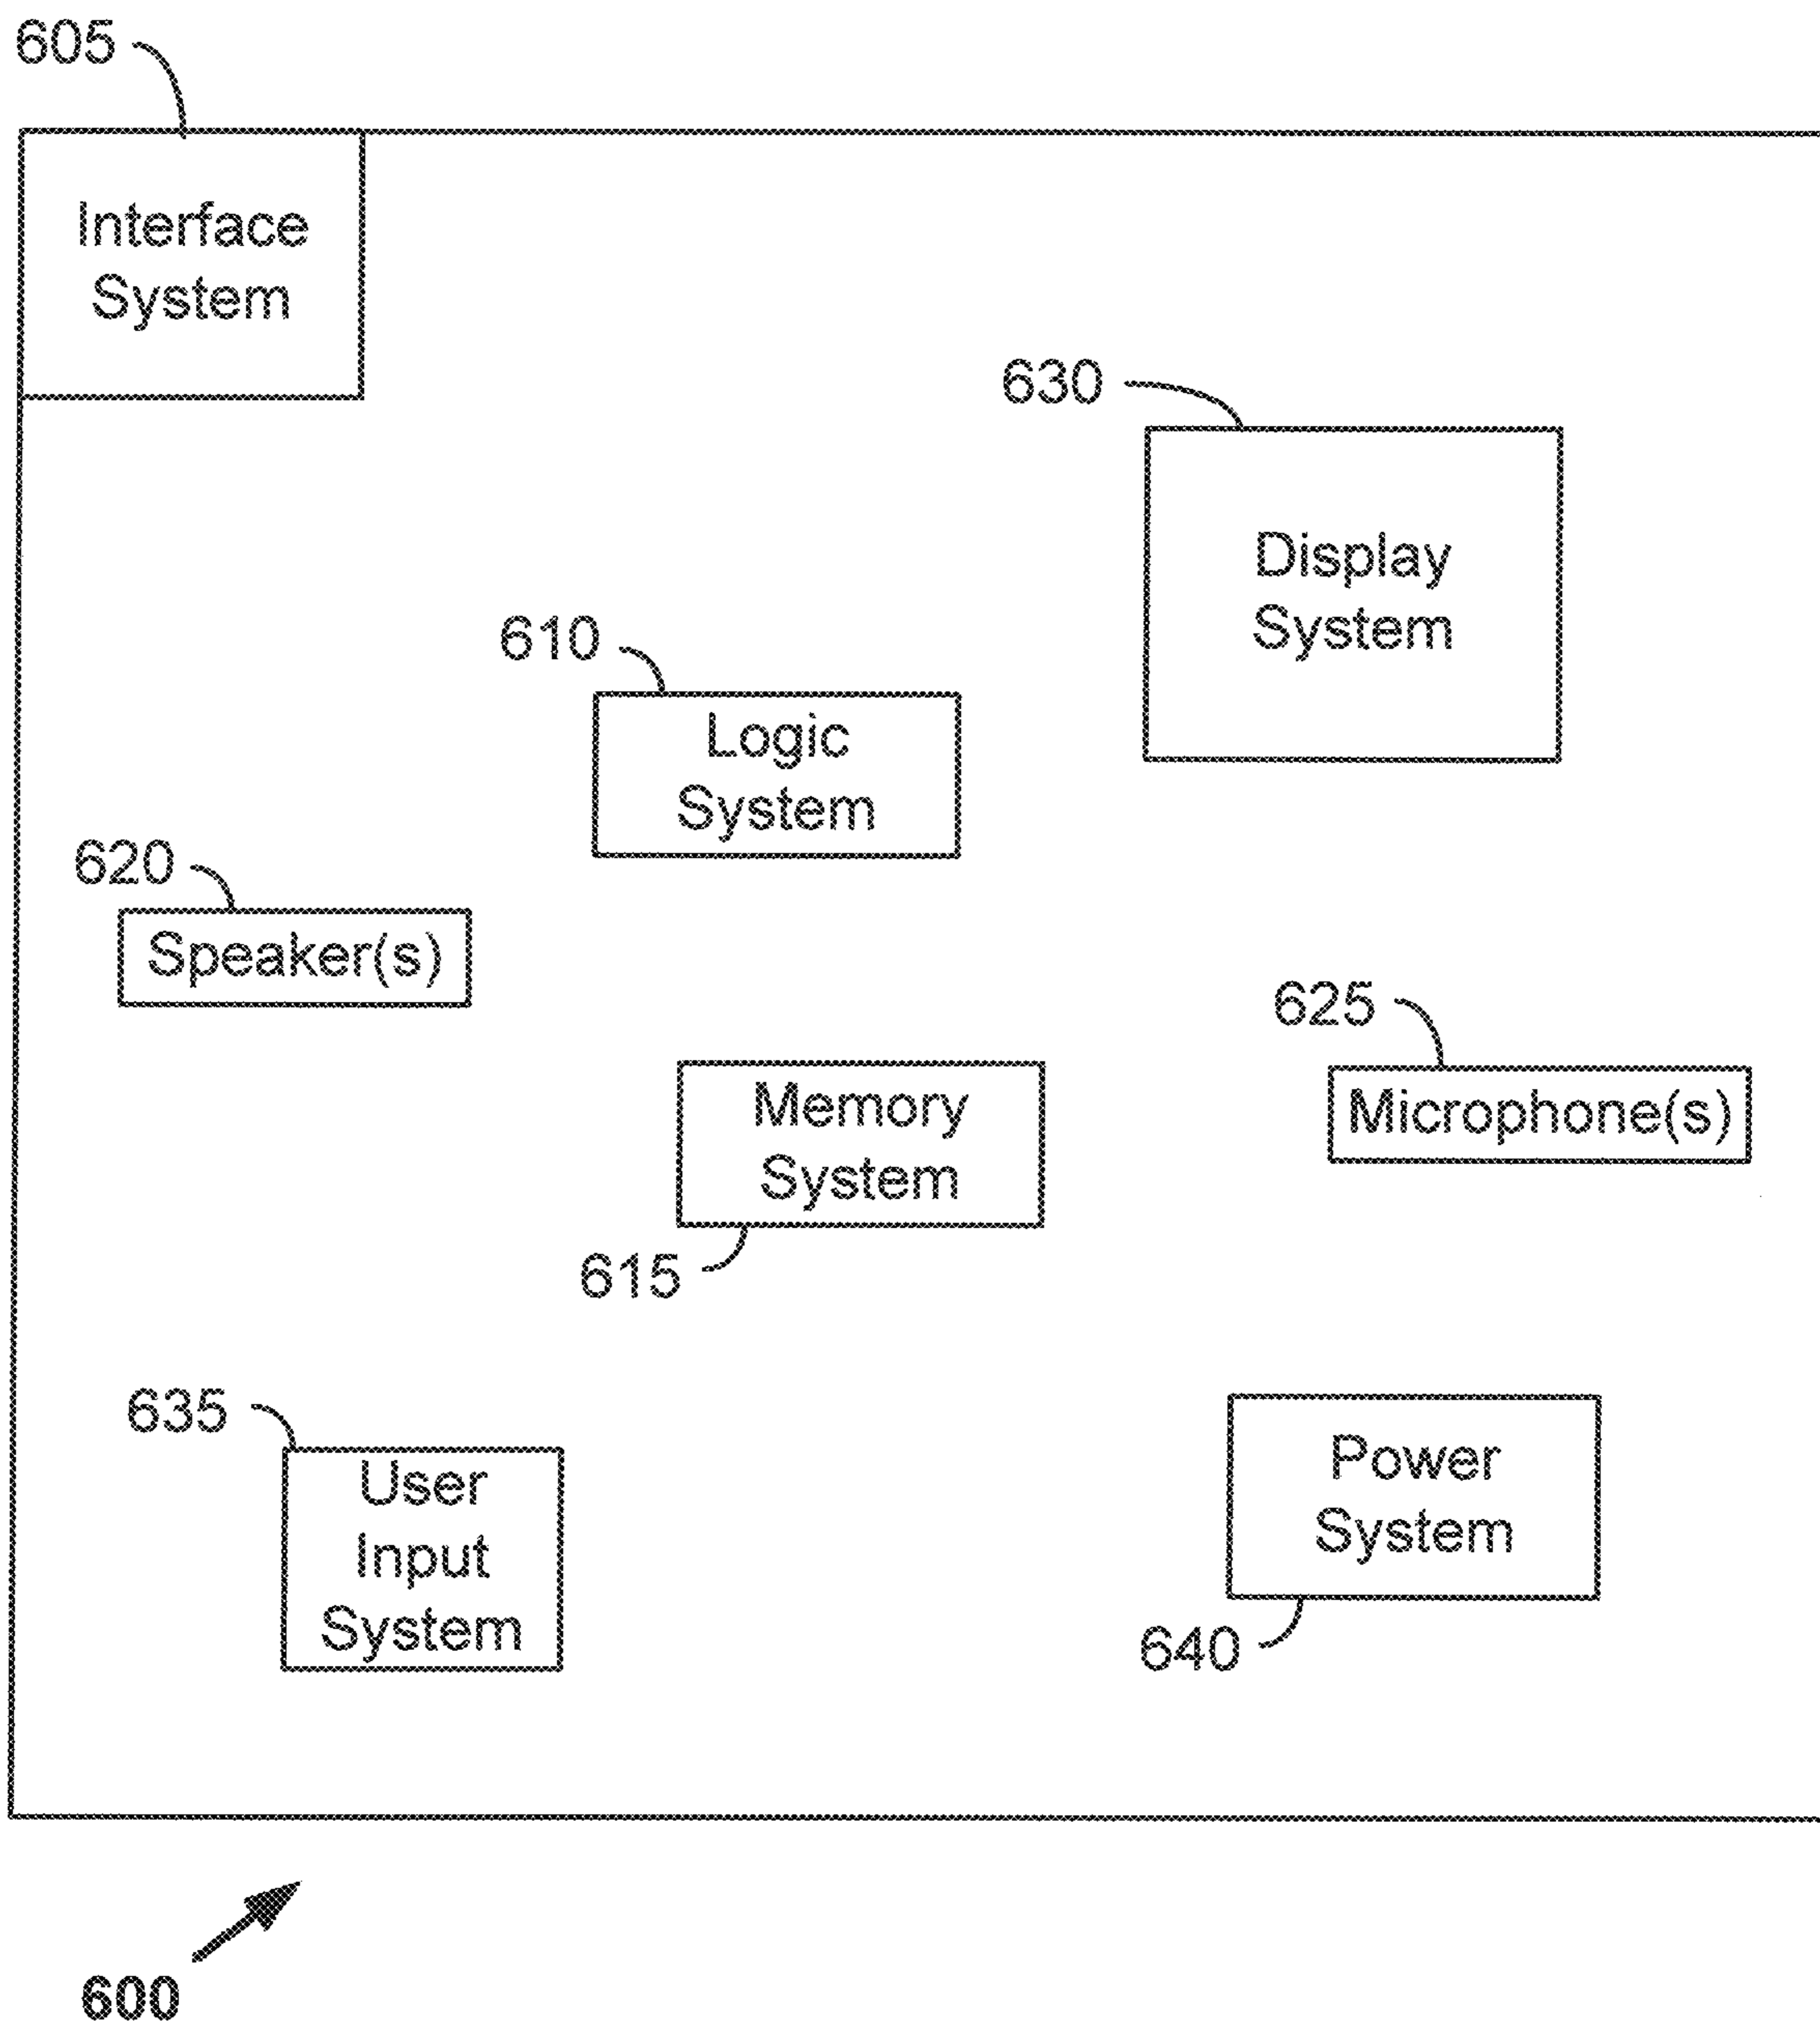 605
Interface
System
630
Display
System
610
Logic
System
620
Speaker(s)
625
Microphone(s)
Memory
System
615
635
User
Input
System
Power
System
640
600